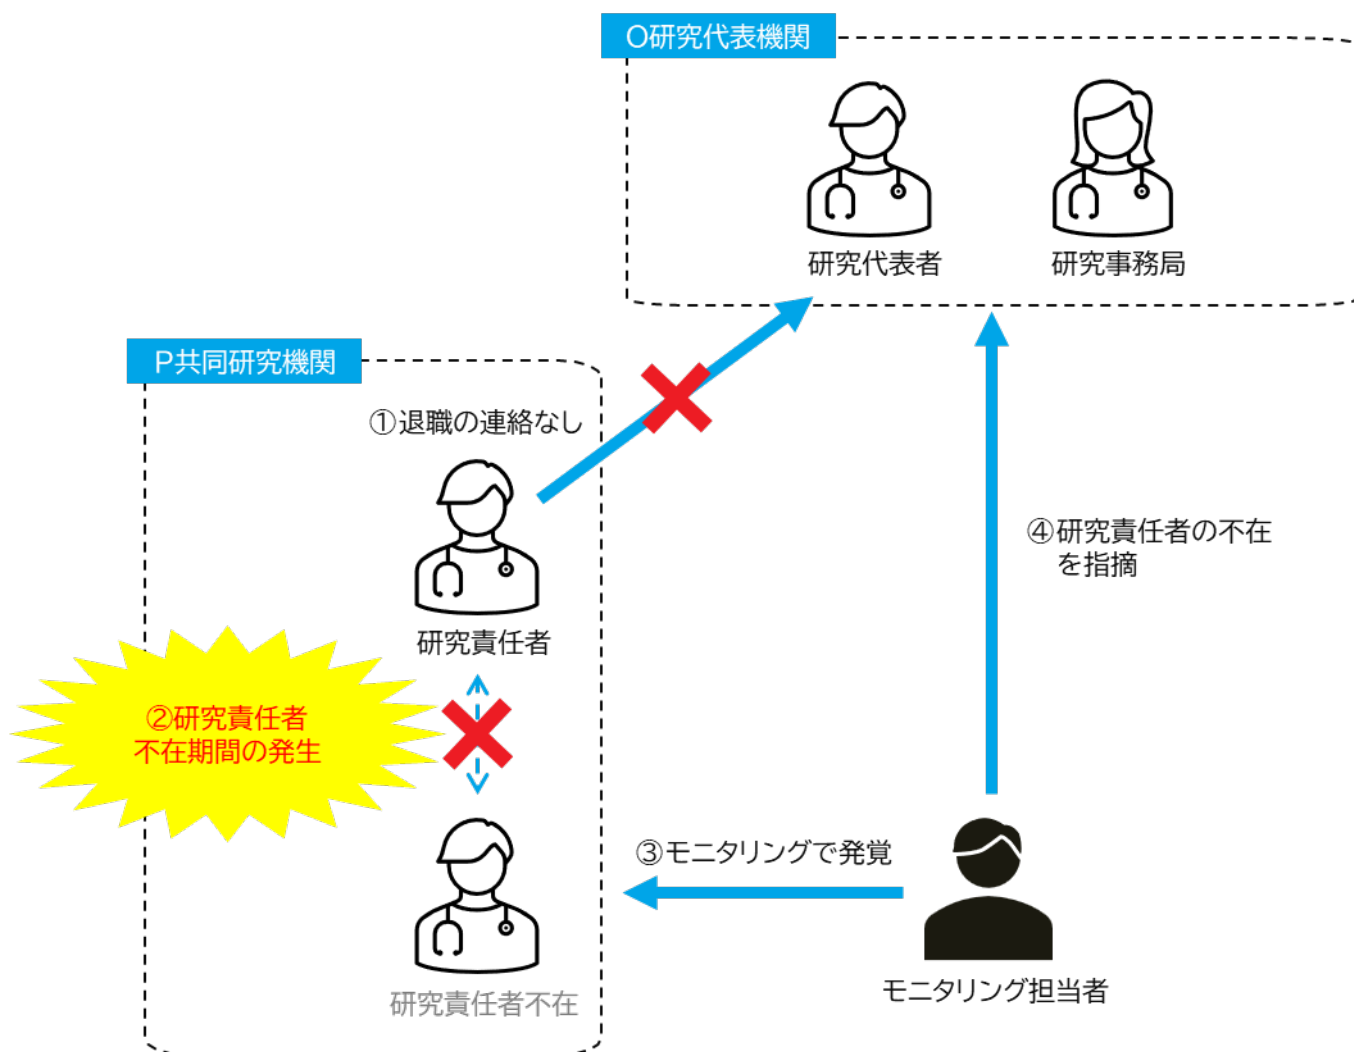 O研究代表機関
研究代表者
研究事務局
P共同研究機関
①退職の連絡なし
研究責任者
②研究責任者
不在期間の発生
研究責任者不在
③モニタリングで発覚
④研究責任者の不在
を指摘
モニタリング担当者